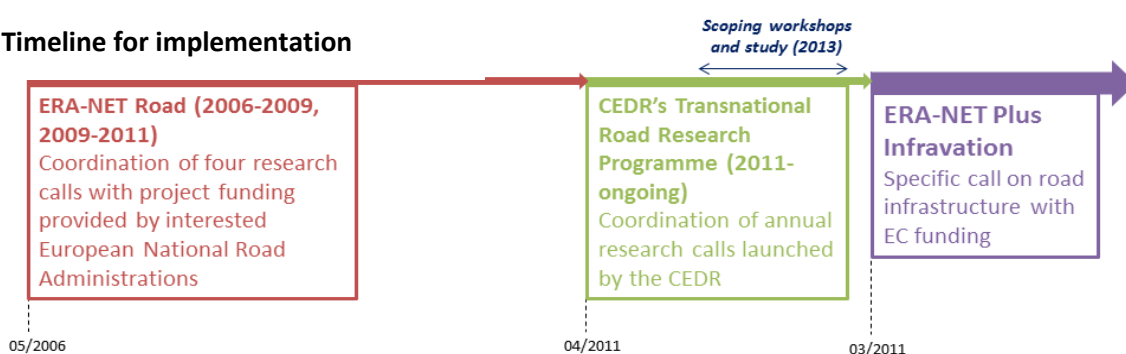 Timeline for implementation
Scoping workshops
and study (2013)
ERA-NET Road (2006-2009,
2009-2011)
Coordination of four research
calls with project funding
provided by interested
European National Road
Administrations
CEDR’s Transnational
Road Research
Programme (2011-
ongoing)
Coordination of annual
research calls launched
by the CEDR
ERA-NET Plus
Infravation
Specific call on road
infrastructure with
EC funding
05/2006
04/2011
03/2011